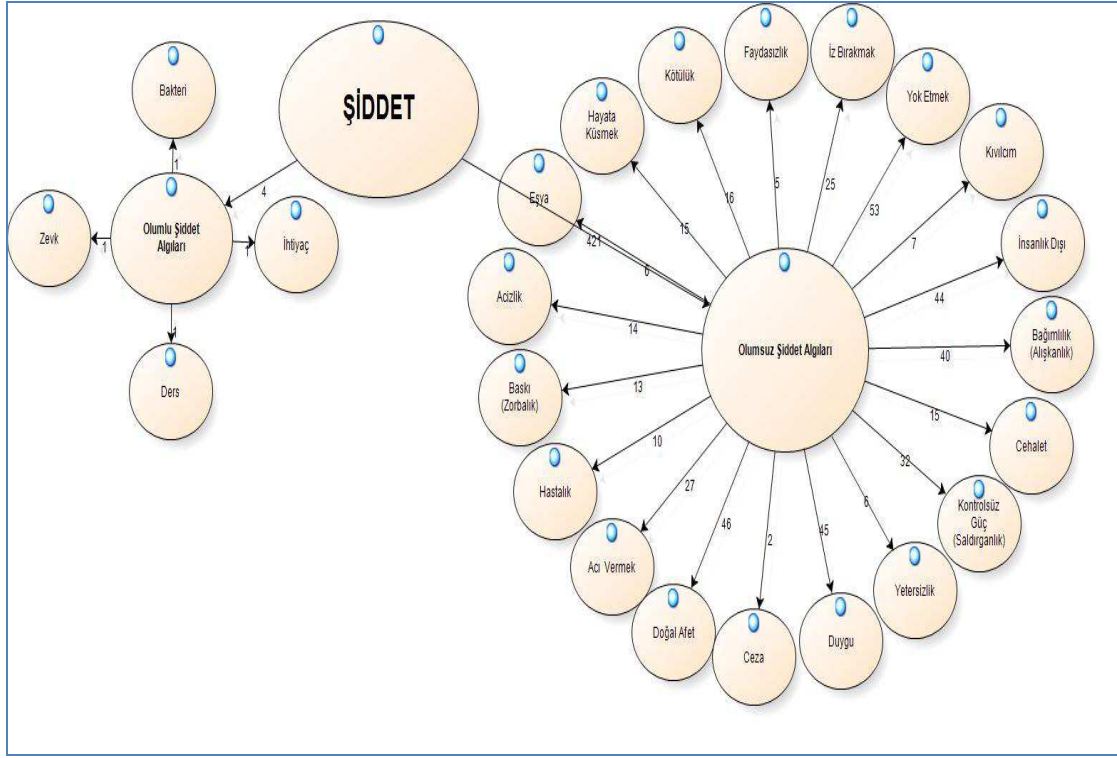 ŞİDDET
4
421
Olumlu Şiddet
Algıları
Bakteri
1
Zevk
1
İhtiyaç
1
Ders
1
Olumsuz Şiddet Algıları
Eşya
6
Hayata
Küsmek
15
Kötülük
16
Faydasızlık
5
İz Bırakmak
25
Yok Etmek
53
Kıvılcım
7
İnsanlık Dışı
44
Bağımlılık
(Alışkanlık)
40
Cehalet
15
Kontrolsüz
Güç
(Saldırganlık)
32
Yetersizlik
6
Duygu
45
Ceza
2
Doğal Afet
46
Acı Vermek
27
Hastalık
10
Baskı
(Zorbalık)
13
Acizlik
14